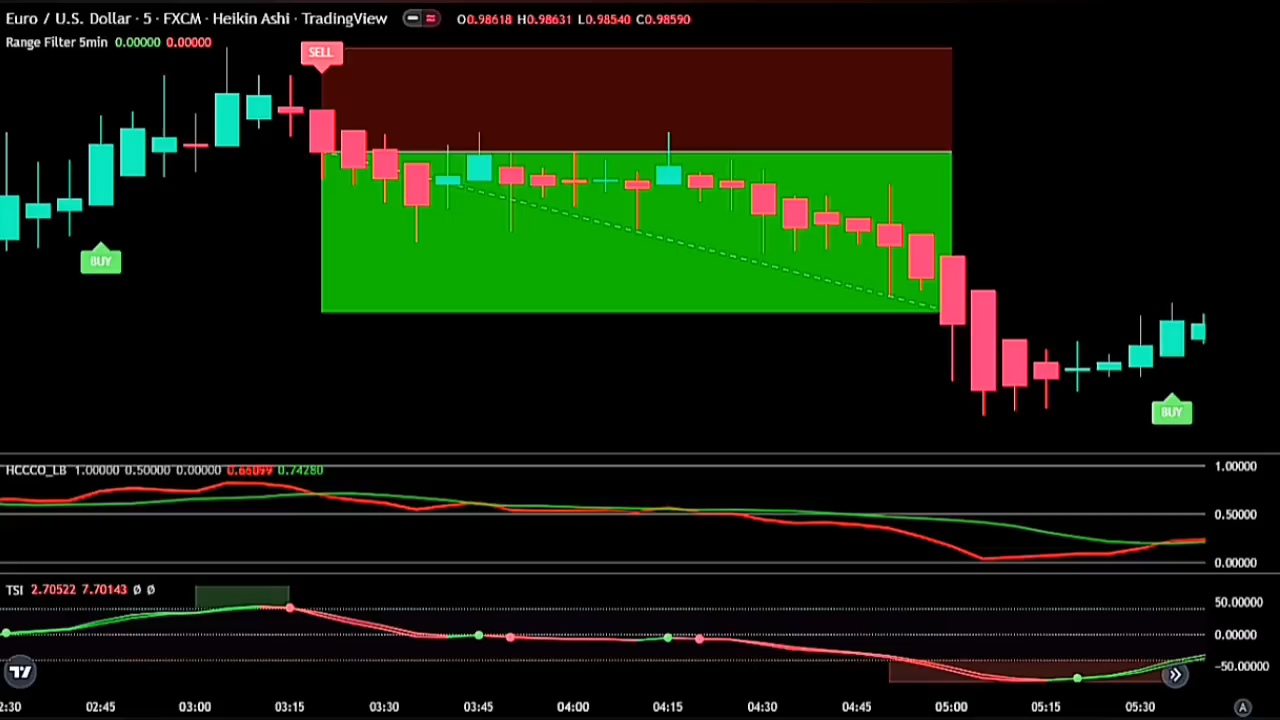 Euro / U.S. Dollar · 5 · FXCM · Heikin Ashi · TradingView O0.98618 H0.98631 L0.98540 C0.98590
Range Filter 5min 0.00000 0.00000
SELL
BUY
BUY
HCCCO_LB 1.00000 0.50000 0.00000 0.66099 0.74280
1.00000
0.50000
0.00000
TSI 2.70522 7.70143 Ø Ø
50.00000
0.00000
-50.00000
2:30 02:45 03:00 03:15 03:30 03:45 04:00 04:15 04:30 04:45 05:00 05:15 05:30 A